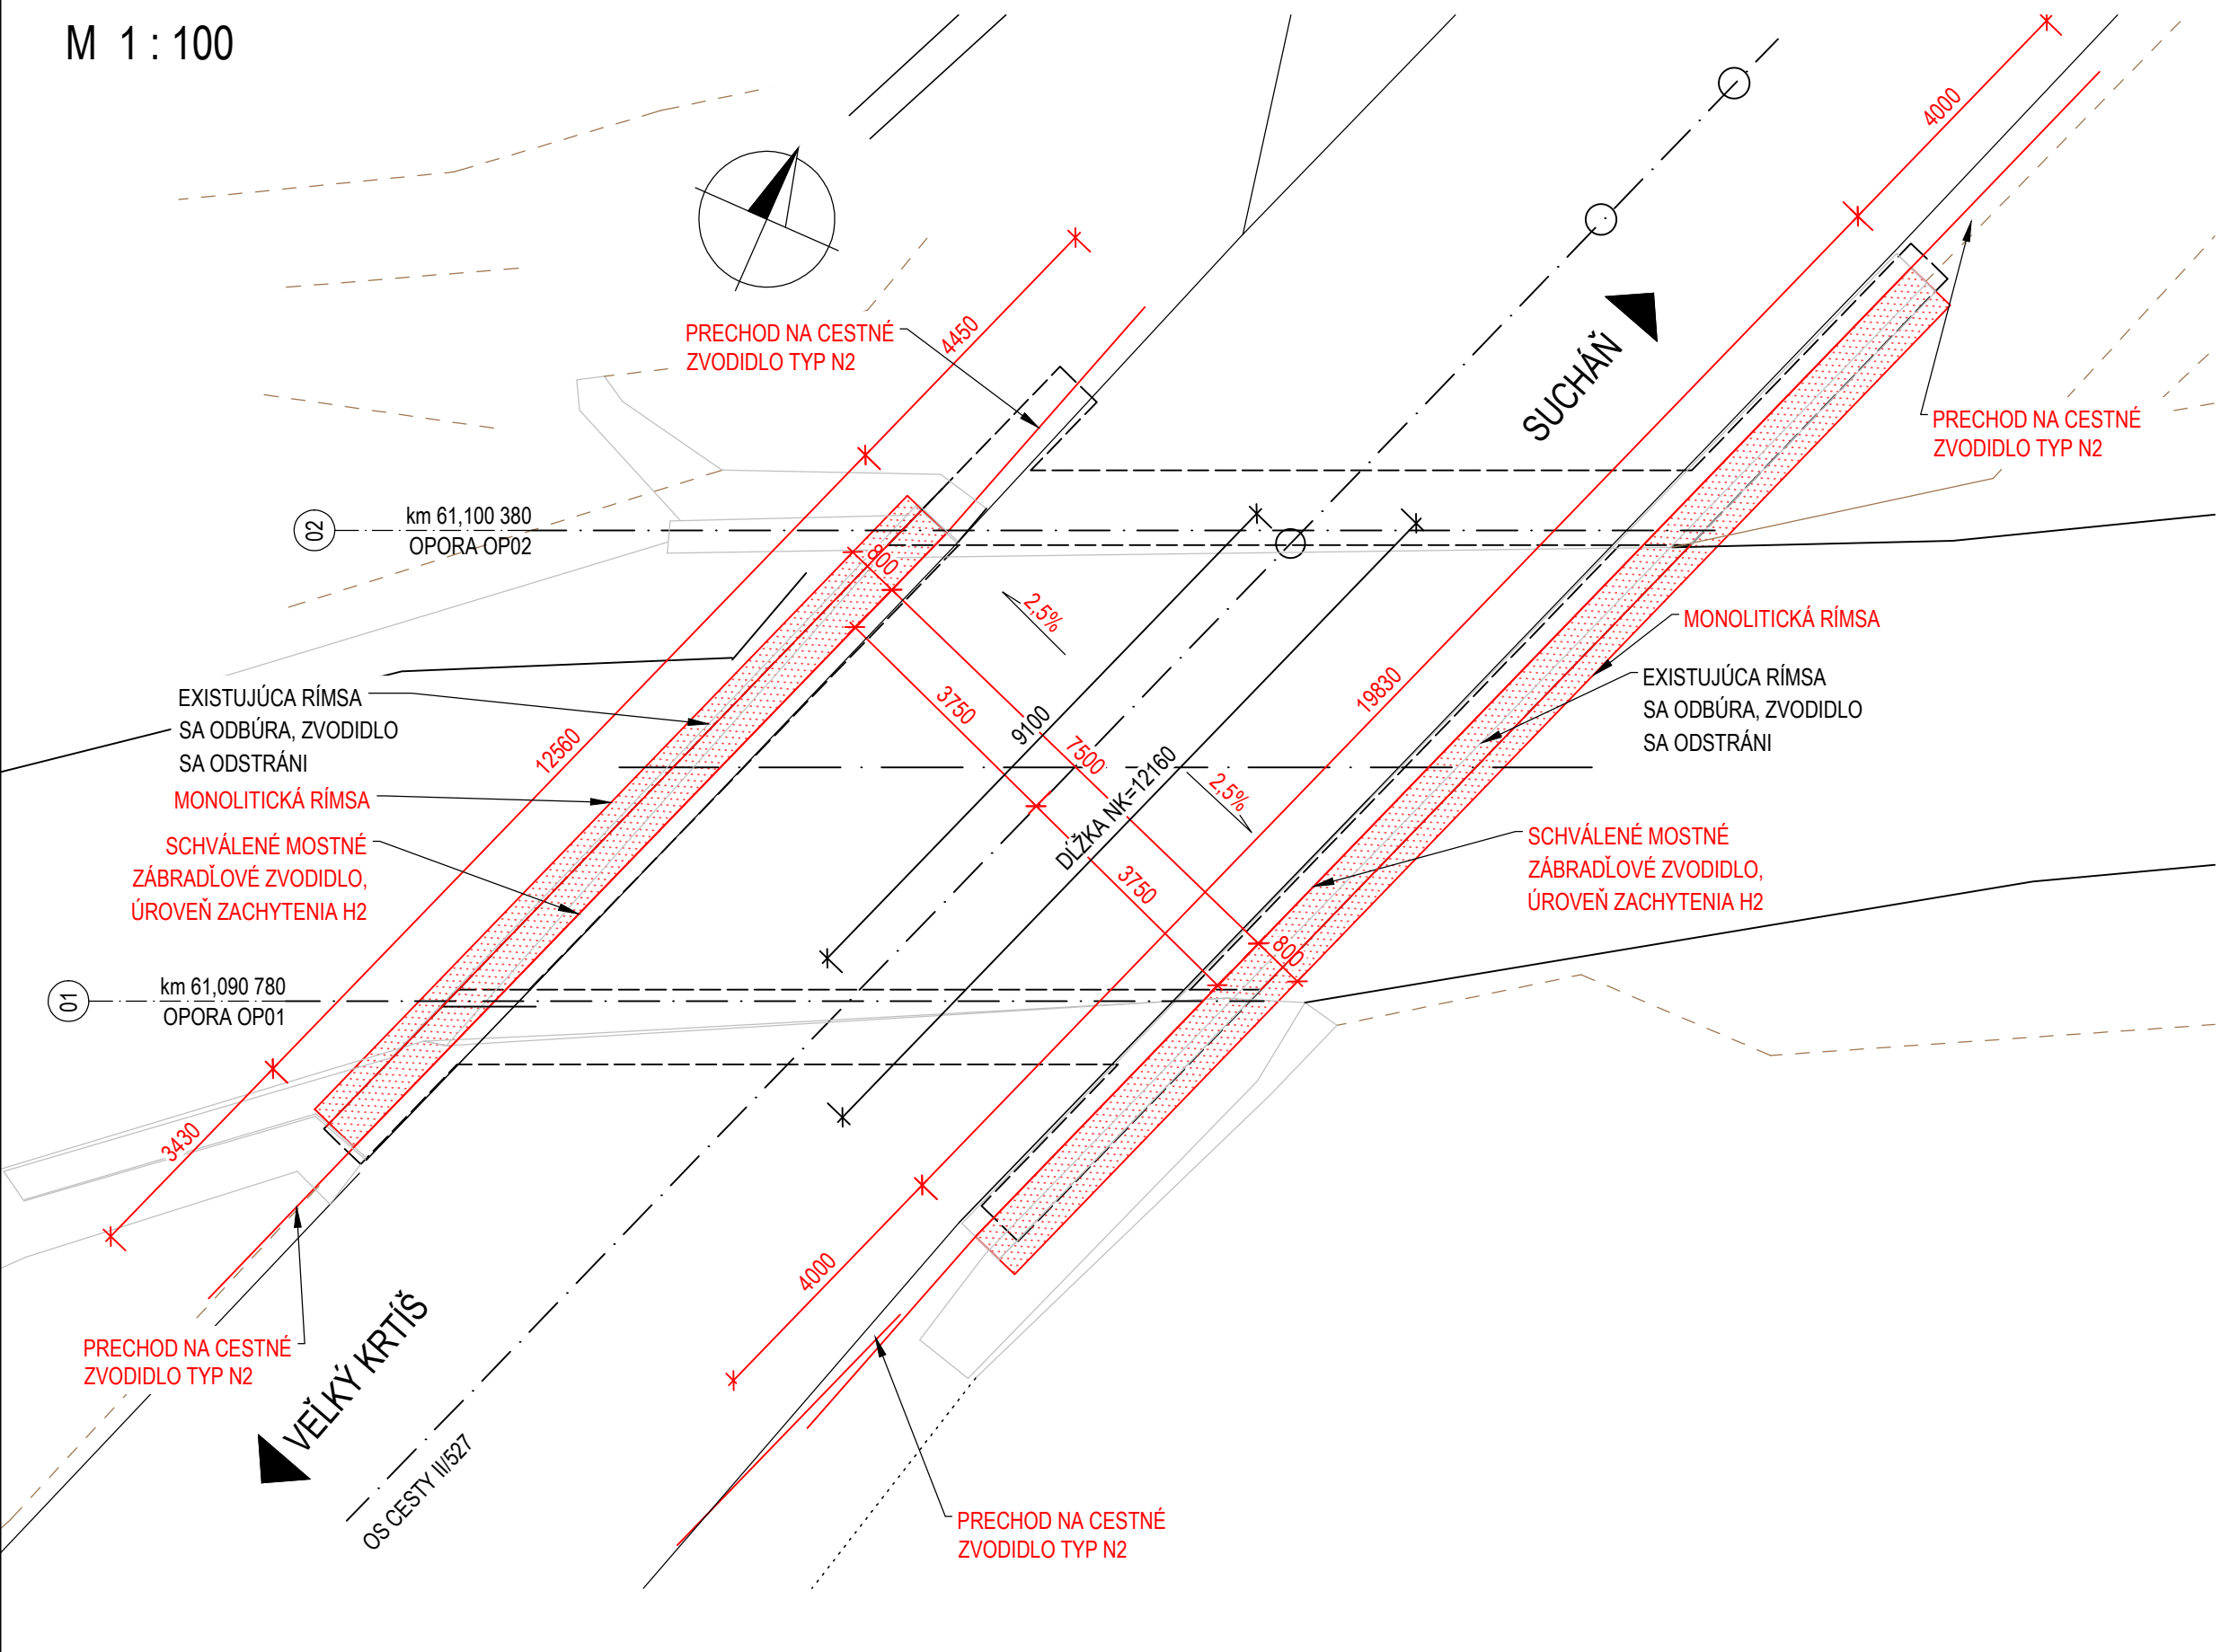 M 1 : 100
4000
4450
PRECHOD NA CESTNÉ
ZVODIDLO TYP N2
SUCHÁŇ
PRECHOD NA CESTNÉ
ZVODIDLO TYP N2
02
km 61,100 380
OPORA OP02
800
2,5%
MONOLITICKÁ RÍMSA
EXISTUJÚCA RÍMSA
SA ODBÚRA, ZVODIDLO
SA ODSTRÁNI
EXISTUJÚCA RÍMSA
SA ODBÚRA, ZVODIDLO
SA ODSTRÁNI
MONOLITICKÁ RÍMSA
12560
3750
9100
7500
19830
DĹŽKA NK=12160
2,5%
SCHVÁLENÉ MOSTNÉ
ZÁBRADĽOVÉ ZVODIDLO,
ÚROVEŇ ZACHYTENIA H2
SCHVÁLENÉ MOSTNÉ
ZÁBRADĽOVÉ ZVODIDLO,
ÚROVEŇ ZACHYTENIA H2
3750
800
01
km 61,090 780
OPORA OP01
3430
4000
PRECHOD NA CESTNÉ
ZVODIDLO TYP N2
VEĽKÝ KRTÍŠ
OS CESTY II/527
PRECHOD NA CESTNÉ
ZVODIDLO TYP N2